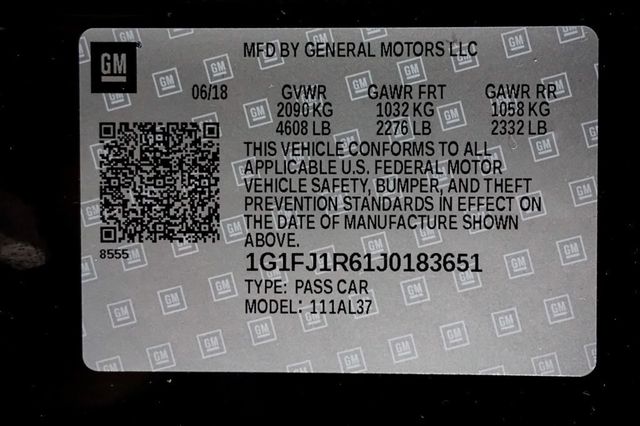 GM
MFD BY GENERAL MOTORS LLC
06/18 GVWR GAWR FRT GAWR RR
2090 KG 1032 KG 1058 KG
4608 LB 2276 LB 2332 LB
THIS VEHICLE CONFORMS TO ALL
APPLICABLE U.S. FEDERAL MOTOR
VEHICLE SAFETY, BUMPER, AND THEFT
PREVENTION STANDARDS IN EFFECT ON
THE DATE OF MANUFACTURE SHOWN
ABOVE.
8555
1G1FJ1R61J0183651
TYPE: PASS CAR
MODEL: 111AL37